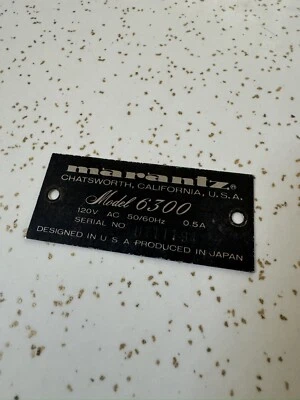 marantz®
CHATSWORTH, CALIFORNIA, U.S.A.
Model 6300
120V AC 50/60Hz 0.5A
SERIAL NO
DESIGNED IN U S A PRODUCED IN JAPAN